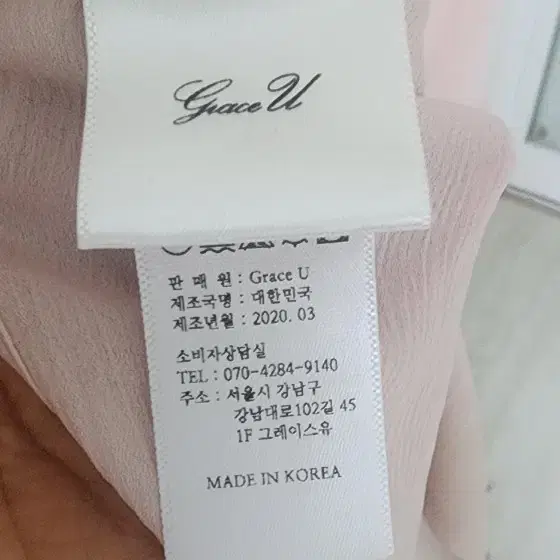 Grace U
판 매 원 : Grace U
제조국명 : 대한민국
제조년월 : 2020. 03
소비자상담실
TEL : 070-4284-9140
주소 : 서울시 강남구
강남대로102길 45
1F 그레이스유
MADE IN KOREA